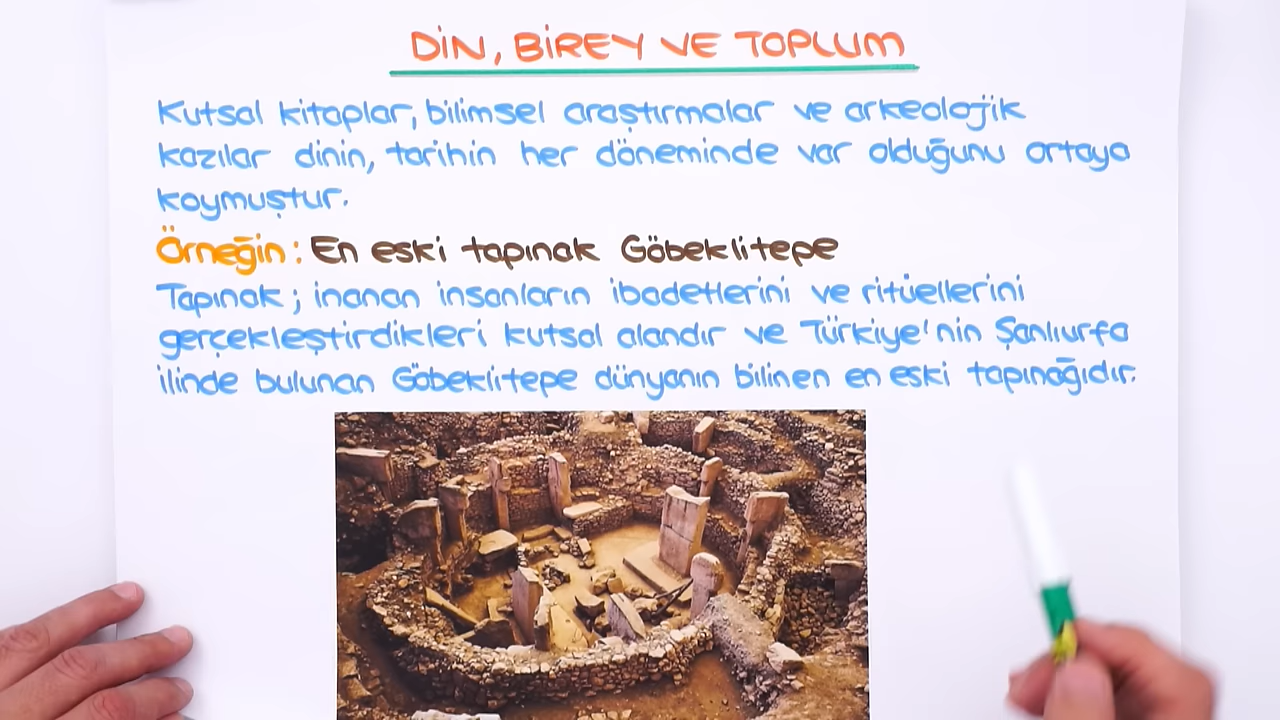 DİN, BİREY VE TOPLUM
Kutsal kitaplar, bilimsel araştırmalar ve arkeolojik
kazılar dinin, tarihin her döneminde var olduğunu ortaya
koymuştur.
Örneğin: En eski tapınak Göbeklitepe
Tapınak; inanan insanların ibadetlerini ve ritüellerini
gerçekleştirdikleri kutsal alandır ve Türkiye'nin Şanlıurfa
ilinde bulunan Göbeklitepe dünyanın bilinen en eski tapınağıdır.